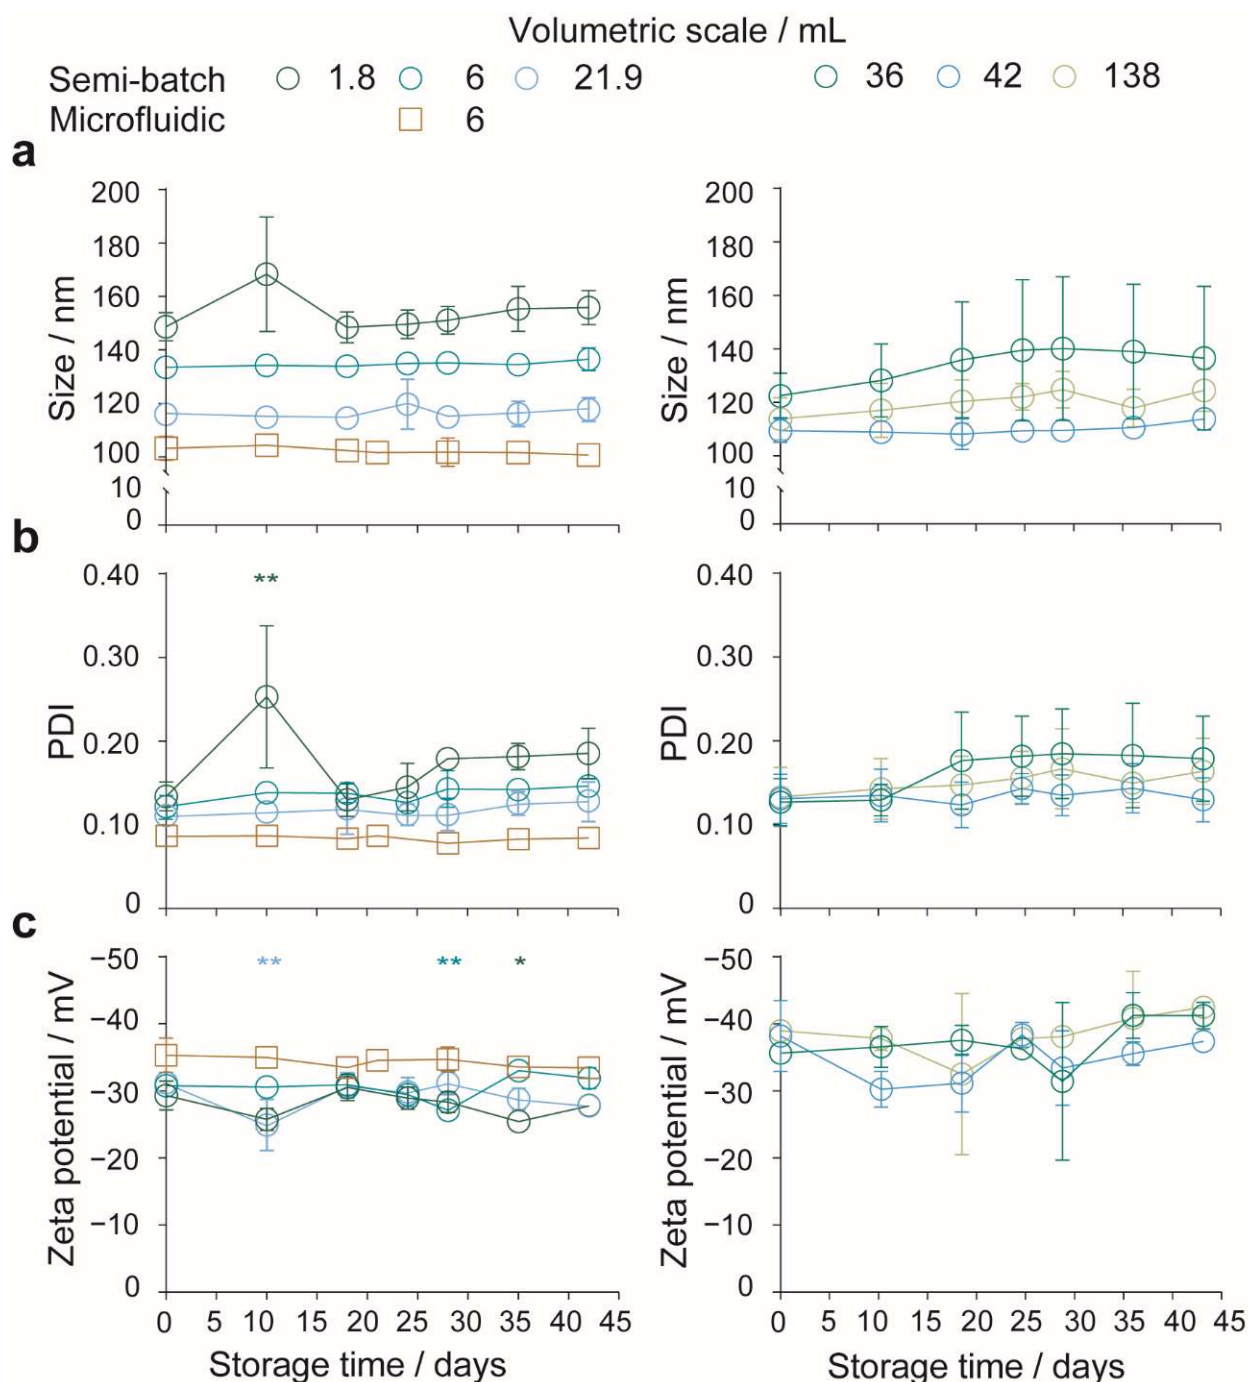 Volumetric scale / mL
Semi-batch 1.8 6 21.9 36 42 138
Microfluidic 6
a
200 200
180 180
160 160
140 140
120 120
100 100
10 10
0 0
Size / nm
Size / nm
b
0.40 0.40
**
0.30 0.30
0.20 0.20
0.10 0.10
0 0
PDI
PDI
c
−50 −50
** ** *
−40 −40
−30 −30
−20 −20
−10 −10
0 0
Zeta potential / mV
Zeta potential / mV
0 5 10 15 20 25 30 35 40 45 0 5 10 15 20 25 30 35 40 45
Storage time / days Storage time / days